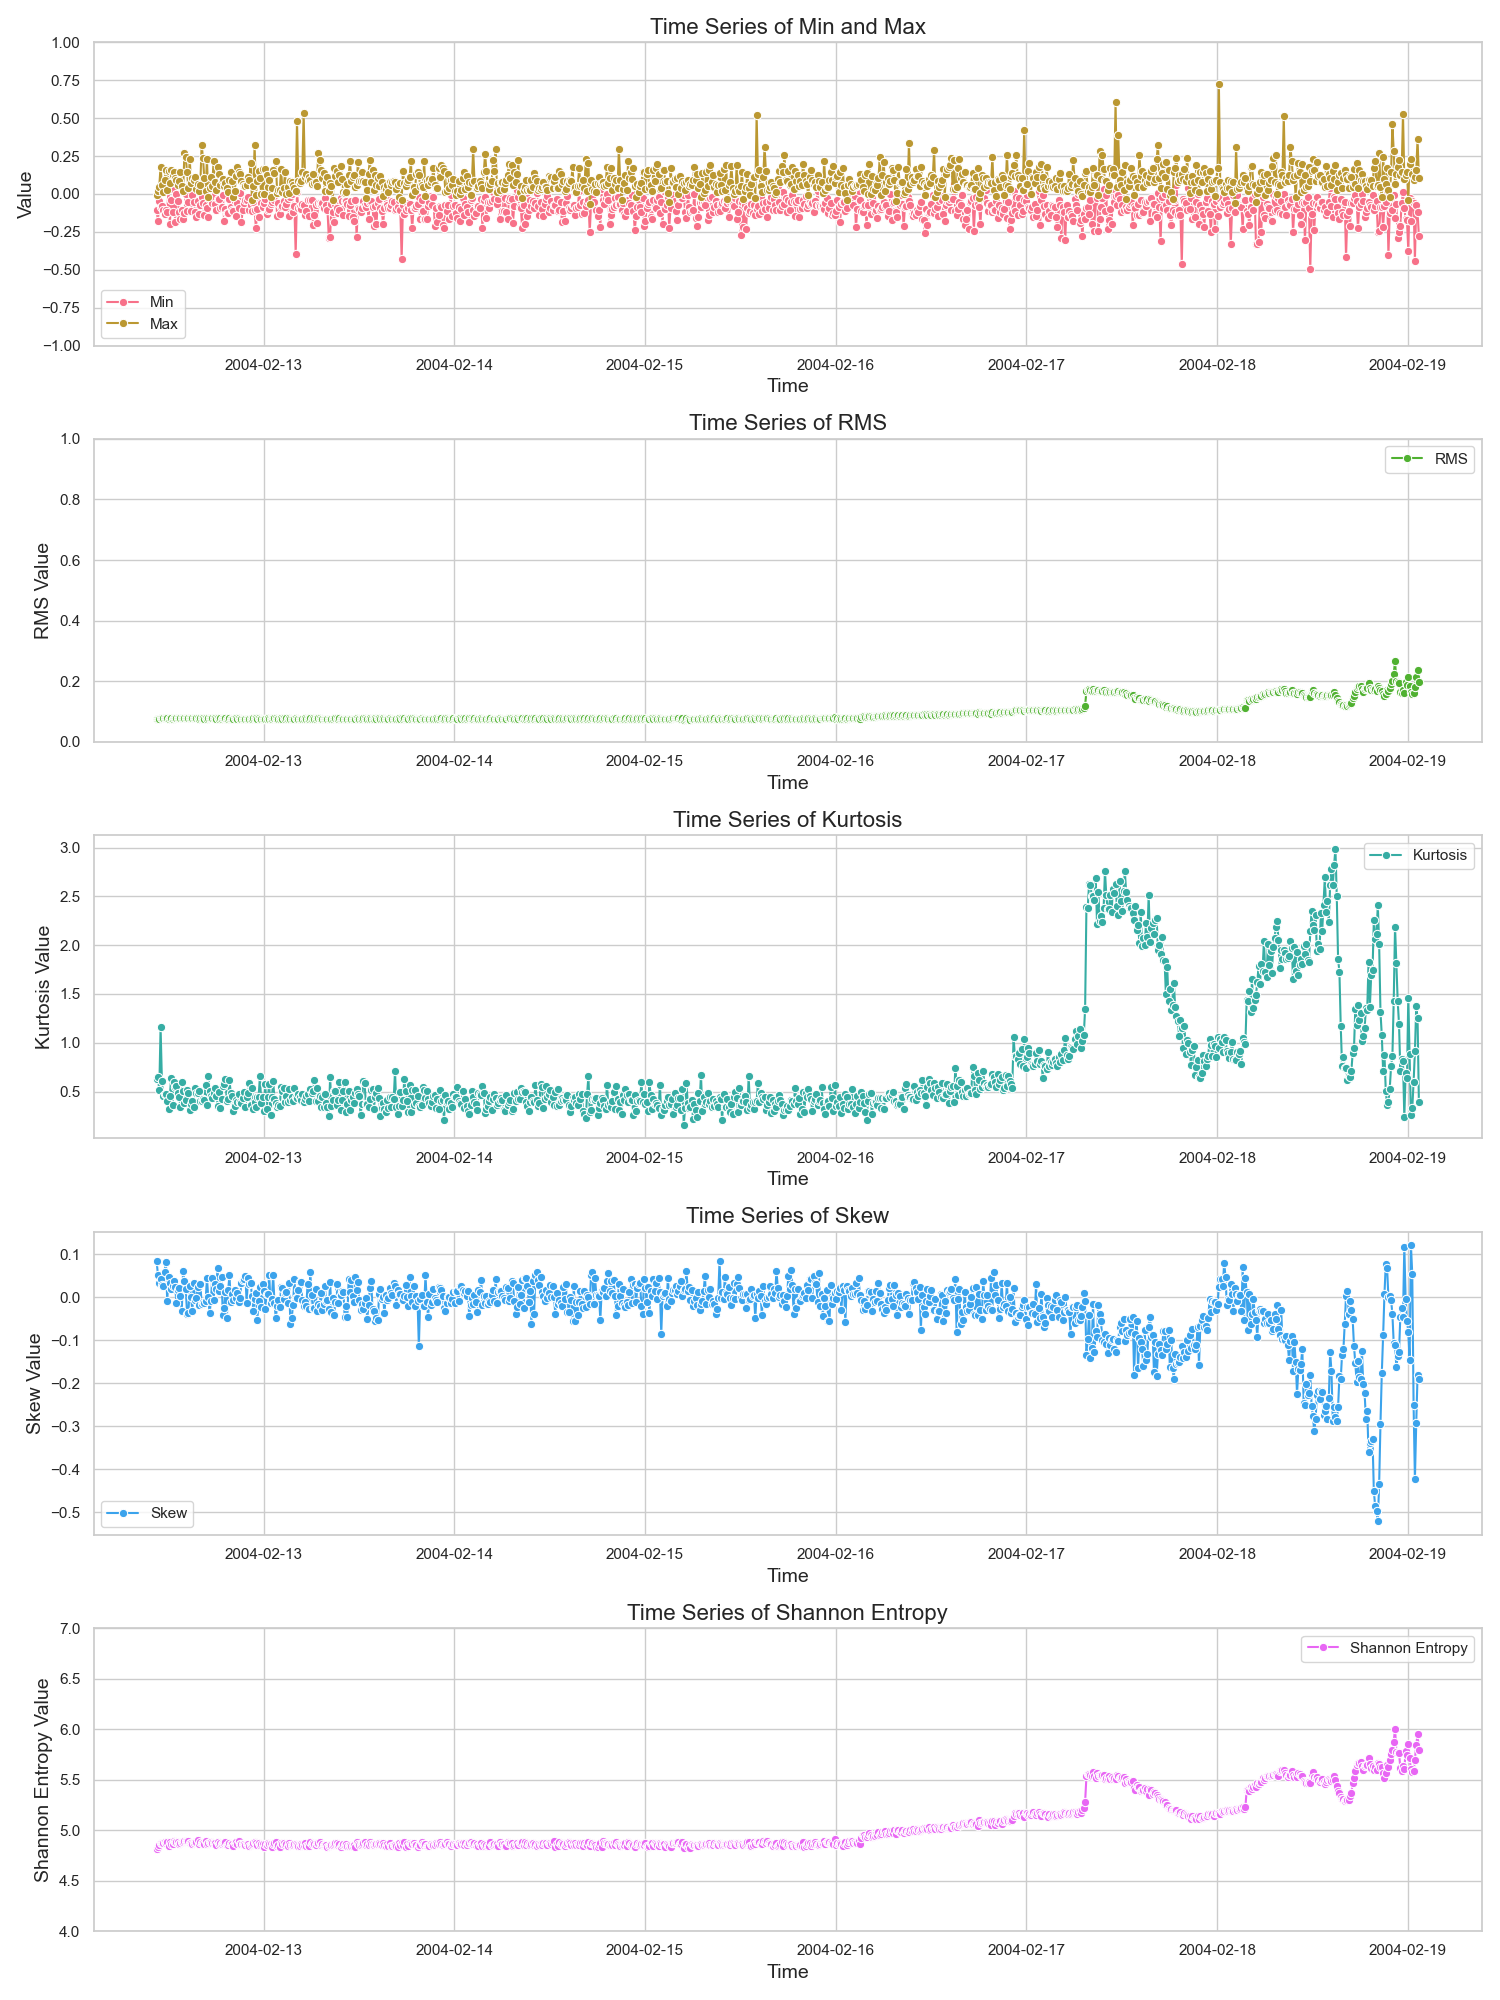 Time Series of Min and Max
Value
1.00
0.75
0.50
0.25
0.00
−0.25
−0.50
−0.75
−1.00
Min
Max
2004-02-13 2004-02-14 2004-02-15 2004-02-16 2004-02-17 2004-02-18 2004-02-19
Time
Time Series of RMS
RMS Value
1.0
0.8
0.6
0.4
0.2
0.0
RMS
2004-02-13 2004-02-14 2004-02-15 2004-02-16 2004-02-17 2004-02-18 2004-02-19
Time
Time Series of Kurtosis
Kurtosis Value
3.0
2.5
2.0
1.5
1.0
0.5
Kurtosis
2004-02-13 2004-02-14 2004-02-15 2004-02-16 2004-02-17 2004-02-18 2004-02-19
Time
Time Series of Skew
Skew Value
0.1
0.0
−0.1
−0.2
−0.3
−0.4
−0.5
Skew
2004-02-13 2004-02-14 2004-02-15 2004-02-16 2004-02-17 2004-02-18 2004-02-19
Time
Time Series of Shannon Entropy
Shannon Entropy Value
7.0
6.5
6.0
5.5
5.0
4.5
4.0
Shannon Entropy
2004-02-13 2004-02-14 2004-02-15 2004-02-16 2004-02-17 2004-02-18 2004-02-19
Time